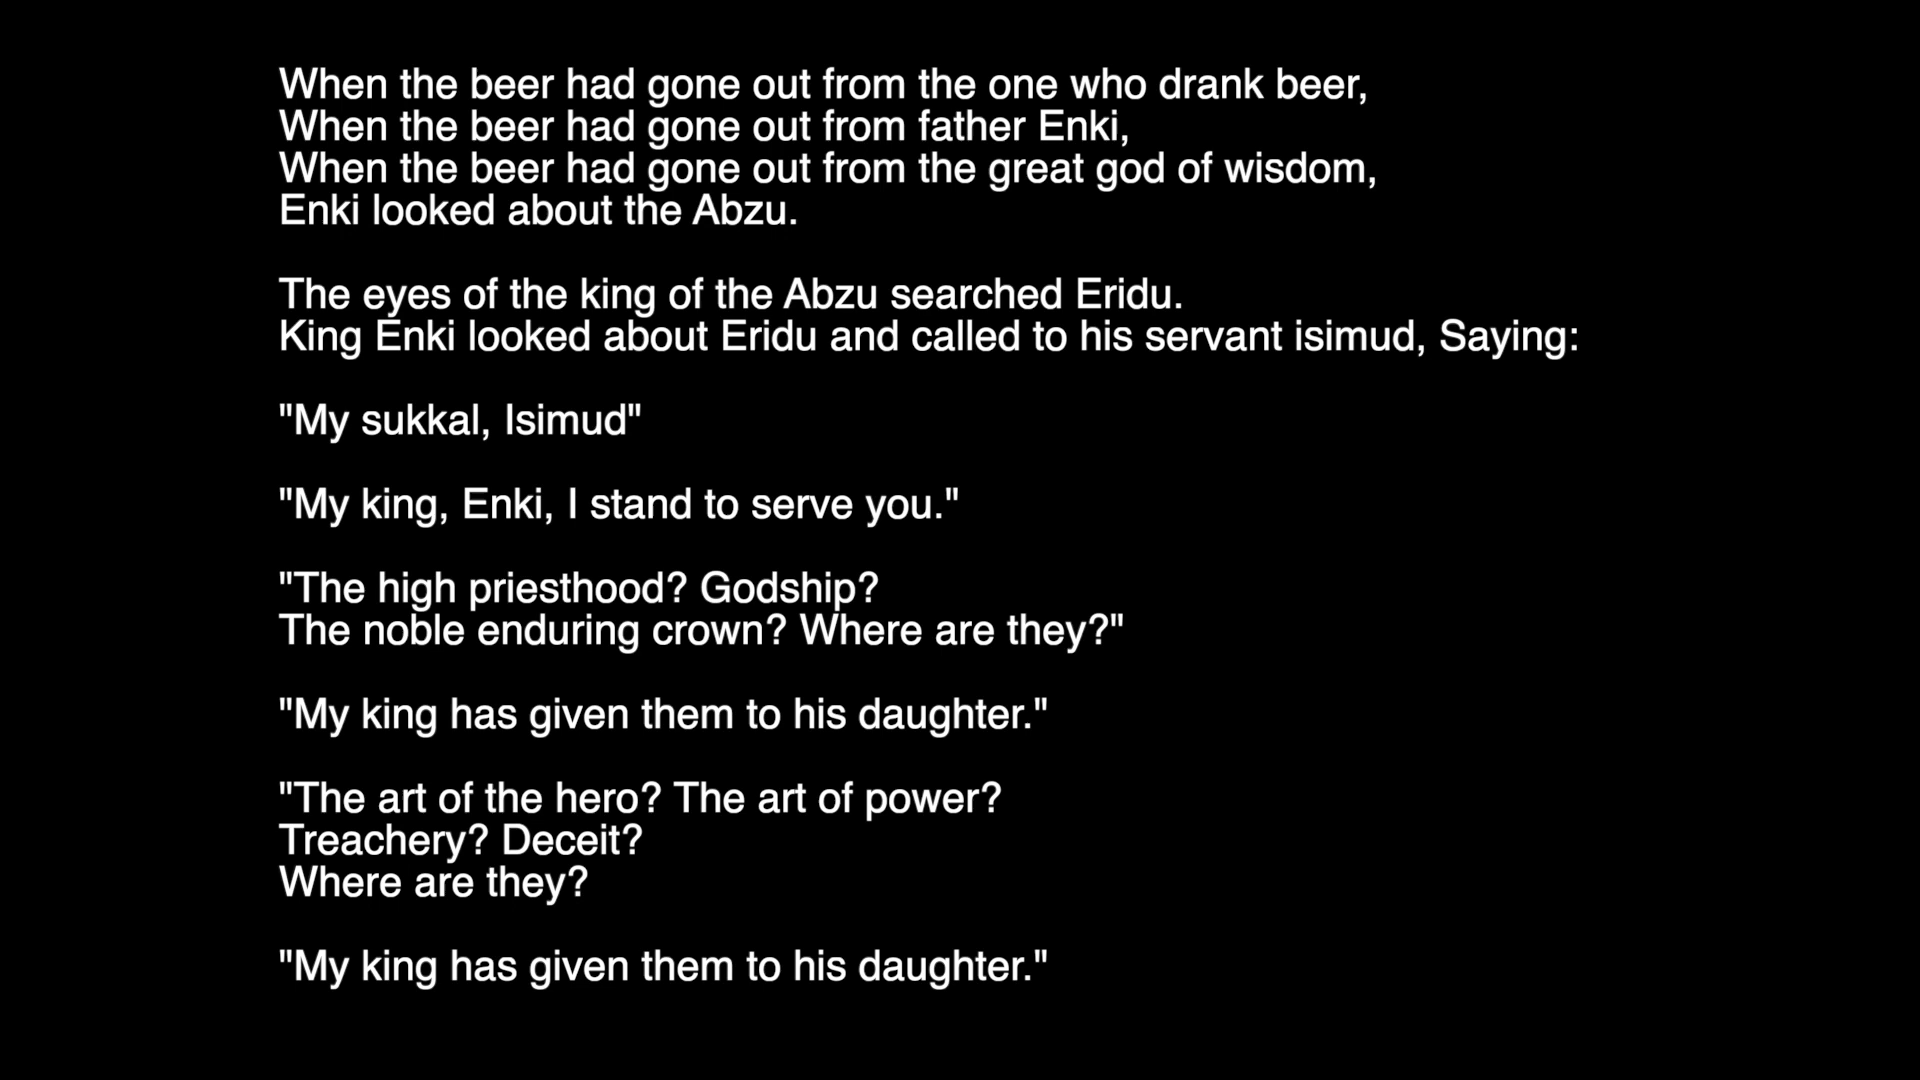 When the beer had gone out from the one who drank beer,
When the beer had gone out from father Enki,
When the beer had gone out from the great god of wisdom,
Enki looked about the Abzu.
The eyes of the king of the Abzu searched Eridu.
King Enki looked about Eridu and called to his servant isimud, Saying:
"My sukkal, Isimud"
"My king, Enki, I stand to serve you."
"The high priesthood? Godship?
The noble enduring crown? Where are they?"
"My king has given them to his daughter."
"The art of the hero? The art of power?
Treachery? Deceit?
Where are they?
"My king has given them to his daughter."